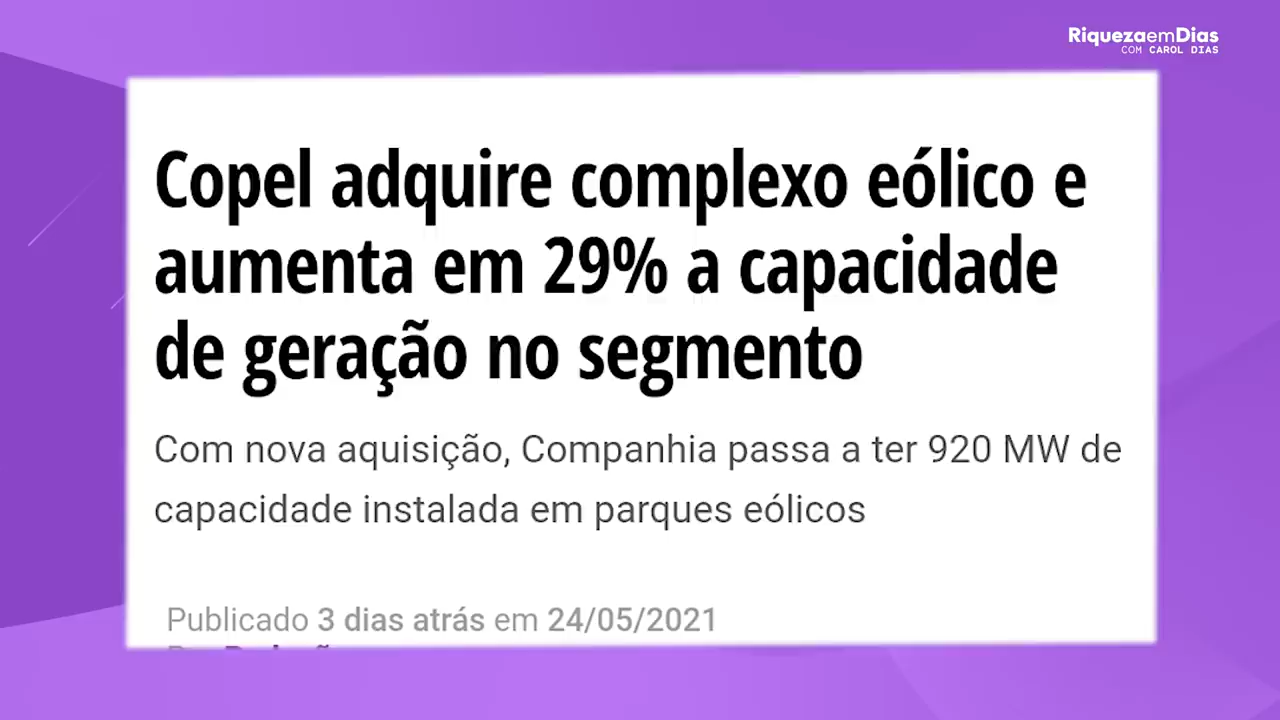 RiquezaemDias
COM CAROL DIAS
Copel adquire complexo eólico e
aumenta em 29% a capacidade
de geração no segmento
Com nova aquisição, Companhia passa a ter 920 MW de
capacidade instalada em parques eólicos
Publicado 3 dias atrás em 24/05/2021